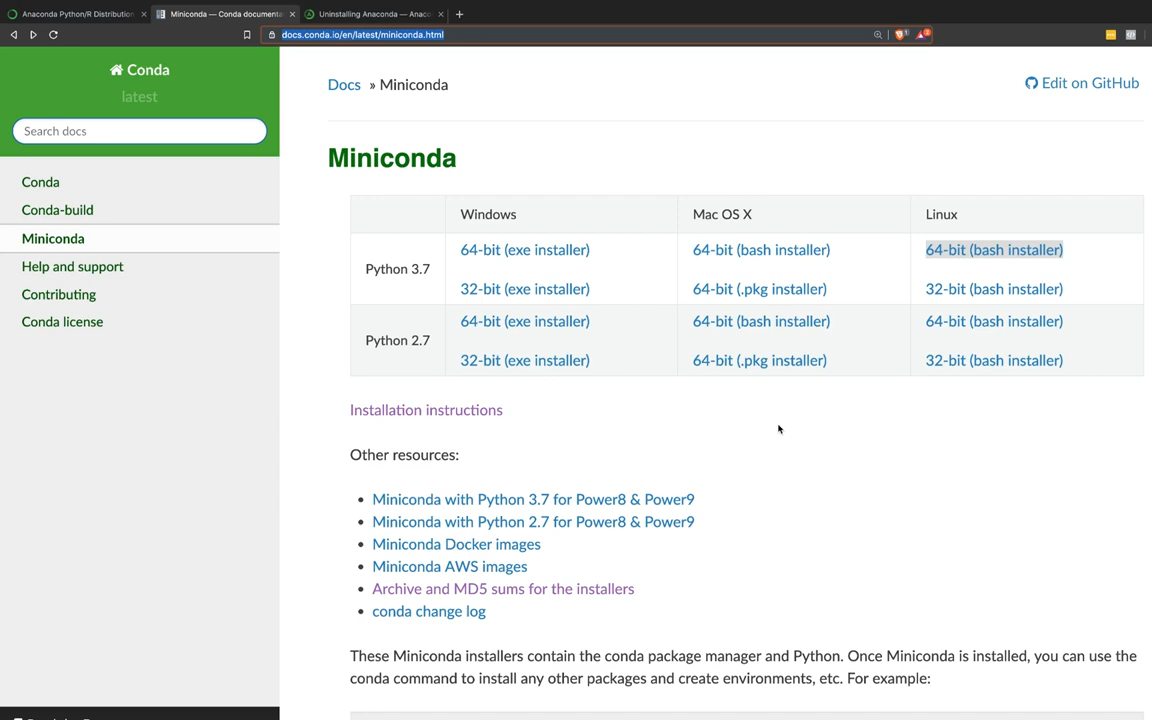 Anaconda Python/R Distribution
Miniconda — Conda documenta
Uninstalling Anaconda — Anaco
docs.conda.io/en/latest/miniconda.html
Conda
latest
Search docs
Conda
Conda-build
Miniconda
Help and support
Contributing
Conda license
Docs » Miniconda
Edit on GitHub
Miniconda
Windows Mac OS X Linux
Python 3.7
64-bit (exe installer) 64-bit (bash installer) 64-bit (bash installer)
32-bit (exe installer) 64-bit (.pkg installer) 32-bit (bash installer)
Python 2.7
64-bit (exe installer) 64-bit (bash installer) 64-bit (bash installer)
32-bit (exe installer) 64-bit (.pkg installer) 32-bit (bash installer)
Installation instructions
Other resources:
• Miniconda with Python 3.7 for Power8 & Power9
• Miniconda with Python 2.7 for Power8 & Power9
• Miniconda Docker images
• Miniconda AWS images
• Archive and MD5 sums for the installers
• conda change log
These Miniconda installers contain the conda package manager and Python. Once Miniconda is installed, you can use the
conda command to install any other packages and create environments, etc. For example: